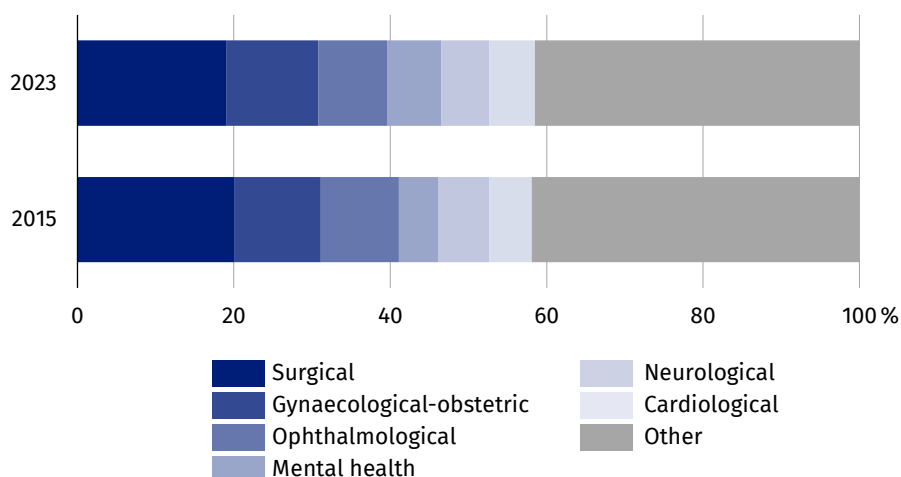 2023
2015
0 20 40 60 80 100 %
Surgical
Gynaecological-obstetric
Ophthalmological
Mental health
Neurological
Cardiological
Other